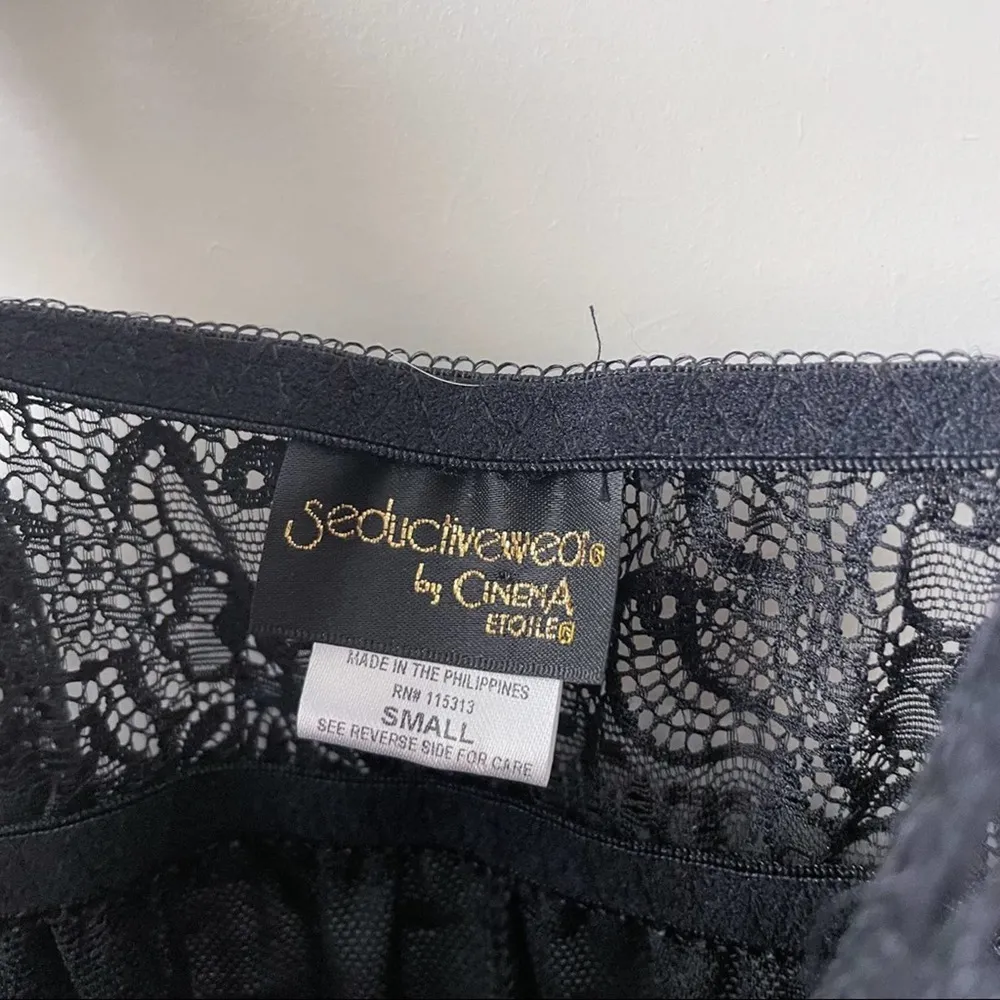 Seductivewear®
by CINEMA
ETOILE®
MADE IN THE PHILIPPINES
RN# 115313
SMALL
SEE REVERSE SIDE FOR CARE